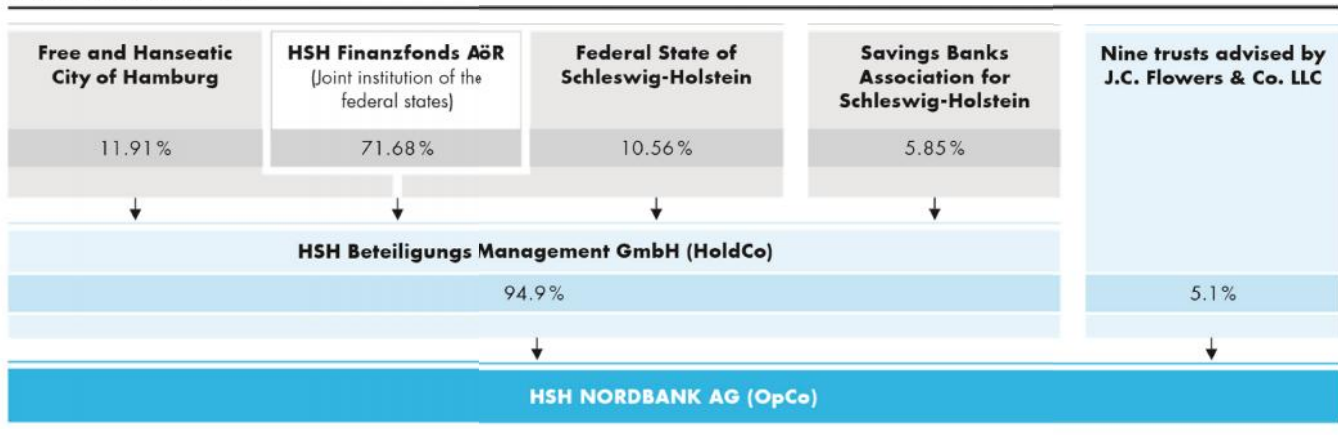 Free and Hanseatic
City of Hamburg
11.91%
HSH Finanzfonds AöR
(Joint institution of the
federal states)
71.68%
Federal State of
Schleswig-Holstein
10.56%
Savings Banks
Association for
Schleswig-Holstein
5.85%
Nine trusts advised by
J.C. Flowers & Co. LLC
HSH Beteiligungs Management GmbH (HoldCo)
94.9%
5.1%
HSH NORDBANK AG (OpCo)